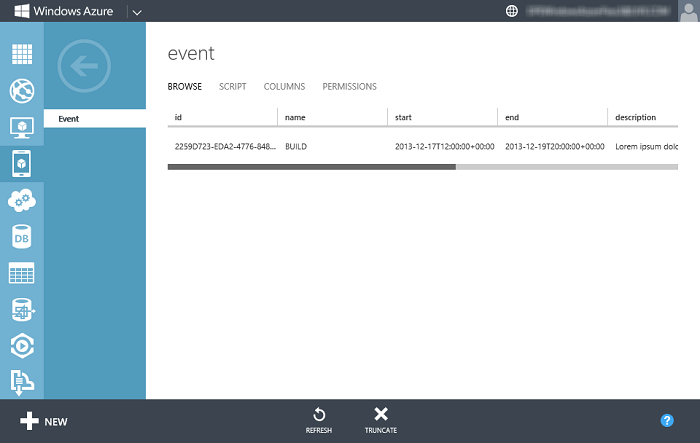 Windows Azure
event
BROWSE SCRIPT COLUMNS PERMISSIONS
Event
id name start end description
2259D723-EDA2-4776-848... BUILD 2013-12-17T12:00:00+00:00 2013-12-19T20:00:00+00:00 Lorem ipsum dolo
DB
NEW REFRESH TRUNCATE ?